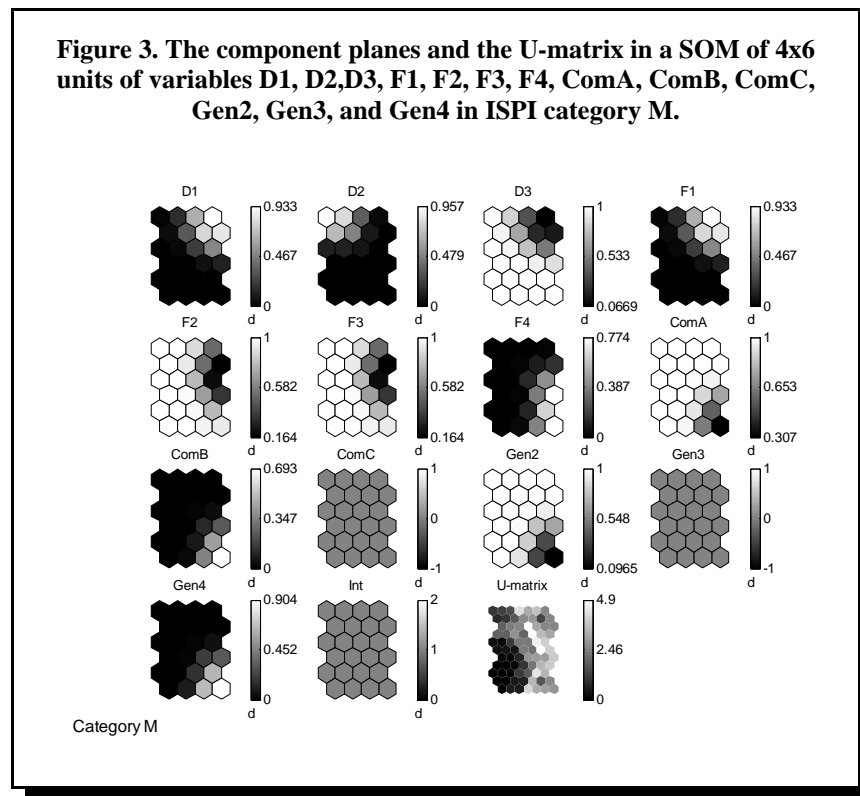 Figure 3. The component planes and the U-matrix in a SOM of 4x6
units of variables D1, D2,D3, F1, F2, F3, F4, ComA, ComB, ComC,
Gen2, Gen3, and Gen4 in ISPI category M.
D1
0.933
0.467
0
d
D2
0.957
0.479
0
d
D3
1
0.533
0.0669
d
F1
0.933
0.467
0
d
F2
1
0.582
0.164
d
F3
1
0.582
0.164
d
F4
0.774
0.387
0
d
ComA
1
0.653
0.307
d
ComB
0.693
0.347
0
d
ComC
1
0
-1
d
Gen2
1
0.548
0.0965
d
Gen3
1
0
-1
d
Gen4
0.904
0.452
0
d
Int
2
1
0
d
U-matrix
4.9
2.46
0
Category M